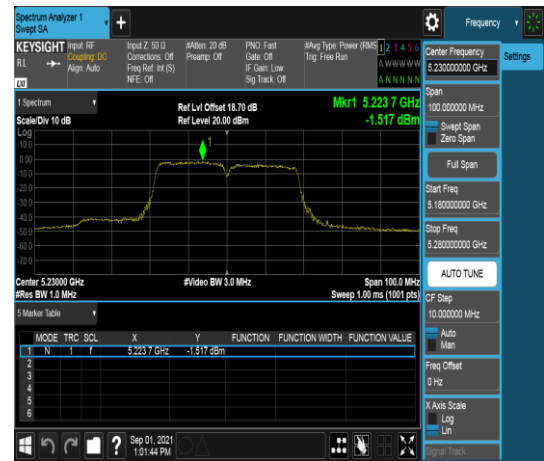 Spectrum Analyzer 1
Swept SA
+
Frequency
KEYSIGHT
RL
LXI
Input: RF
Coupling: DC
Align: Auto
Input Z: 50 Ω
Corrections: Off
Freq Ref: Int (S)
NFE: Off
#Atten: 20 dB
Preamp: Off
PNO: Fast
Gate: Off
IF Gain: Low
Sig Track: Off
#Avg Type: Power (RMS
Trig: Free Run
1 2 3 4 5 6
A W W W W W
A N N N N N
Center Frequency
5.230000000 GHz
Settings
Span
100.000000 MHz
Swept Span
Zero Span
Full Span
Start Freq
5.180000000 GHz
Stop Freq
5.280000000 GHz
AUTO TUNE
CF Step
10.000000 MHz
Auto
Man
Freq Offset
0 Hz
X Axis Scale
Log
Lin
Signal Track
1 Spectrum
Scale/Div 10 dB
Ref Lvl Offset 18.70 dB
Ref Level 20.00 dBm
Mkr1 5.223 7 GHz
-1.517 dBm
Log
10.0
0.00
-10.0
-20.0
-30.0
-40.0
-50.0
-60.0
-70.0
1
Center 5.23000 GHz
#Res BW 1.0 MHz
#Video BW 3.0 MHz
Span 100.0 MHz
Sweep 1.00 ms (1001 pts)
5 Marker Table
MODE TRC SCL X Y FUNCTION FUNCTION WIDTH FUNCTION VALUE
1 N 1 f 5.223 7 GHz -1.517 dBm
2
3
4
5
6
?
Sep 01, 2021
1:01:44 PM